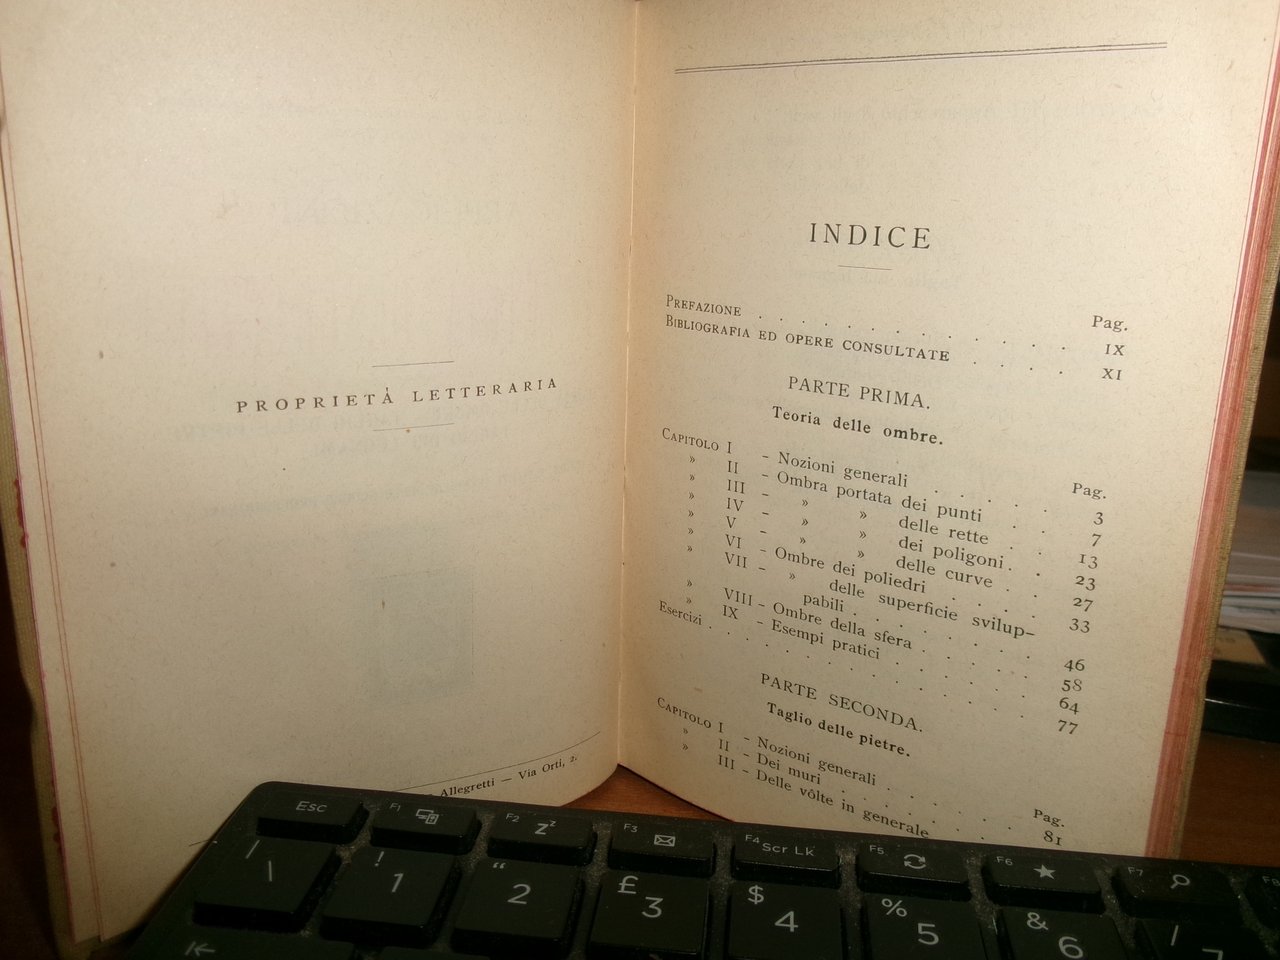 PROPRIETÀ LETTERARIA
Allegretti — Via Orti, 2.
INDICE
Pag.
PREFAZIONE . . . . . . . . . . . IX
BIBLIOGRAFIA ED OPERE CONSULTATE . . . . XI
PARTE PRIMA.
Teoria delle ombre.
Pag.
CAPITOLO I – Nozioni generali . . . . . 3
» II – Ombra portata dei punti . . 7
» III – » » delle rette . . 13
» IV – » » dei poligoni . . 23
» V – » » delle curve . . 27
» VI – Ombre dei poliedri . . . . 33
» VII – » delle superficie svilup-
pabili . . . . . . . 46
» VIII – Ombre della sfera . . . . . 58
» IX – Esempi pratici . . . . . . 64
Esercizi . . . . . . . . . . . . 77
PARTE SECONDA.
Taglio delle pietre.
Pag.
CAPITOLO I – Nozioni generali . . . . 81
» II – Dei muri . . . . . . .
» III – Delle vôlte in generale . . .
Esc
F1
F2 Zzz
F3
F4 Scr Lk
F5
F6
F7
F8
| \
! 1
" 2
£ 3
$ 4
% 5
& 6
/ 7